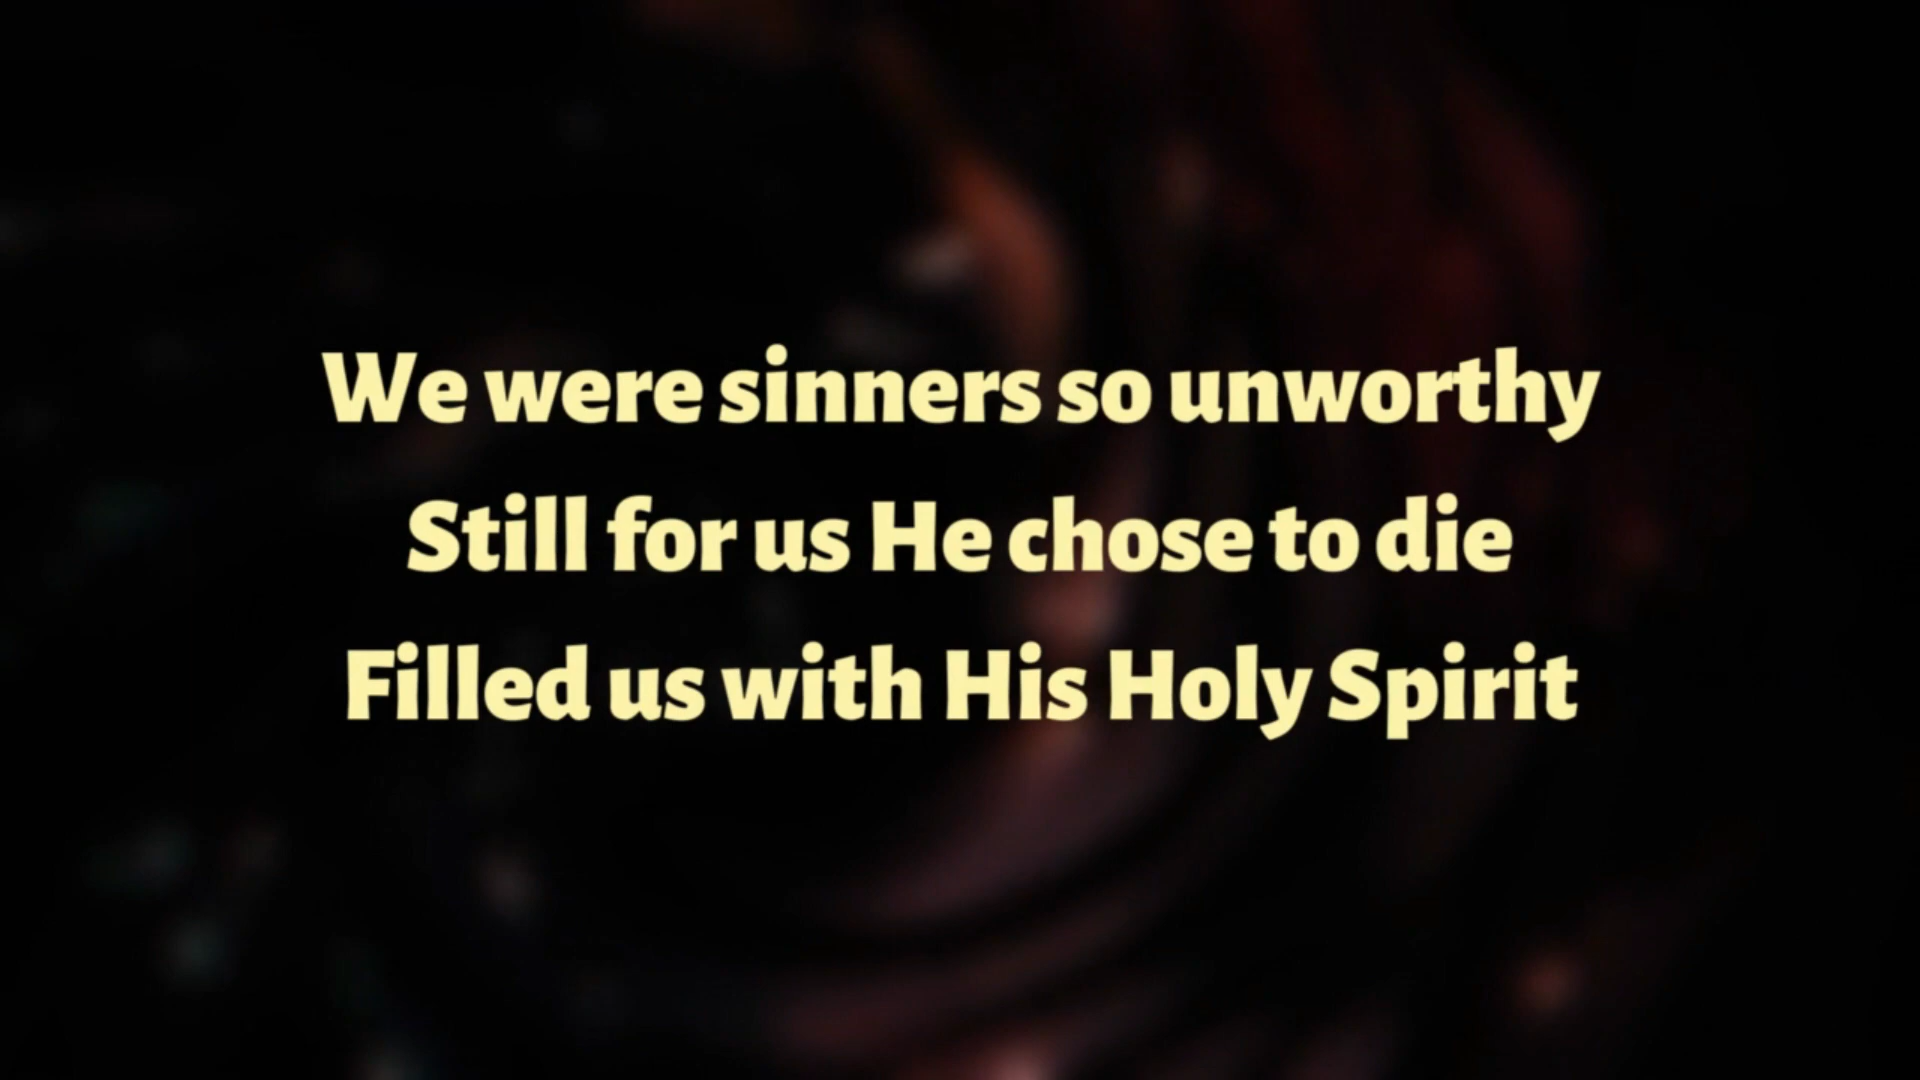 We were sinners so unworthy
Still for us He chose to die
Filled us with His Holy Spirit